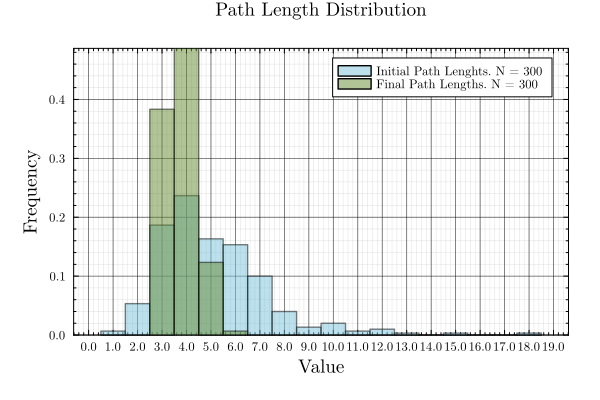 Path Length Distribution
Initial Path Lenghts. N = 300
Final Path Lengths. N = 300
Frequency
0.4
0.3
0.2
0.1
0.0
0.0 1.0 2.0 3.0 4.0 5.0 6.0 7.0 8.0 9.0 10.0 11.0 12.0 13.0 14.0 15.0 16.0 17.0 18.0 19.0
Value